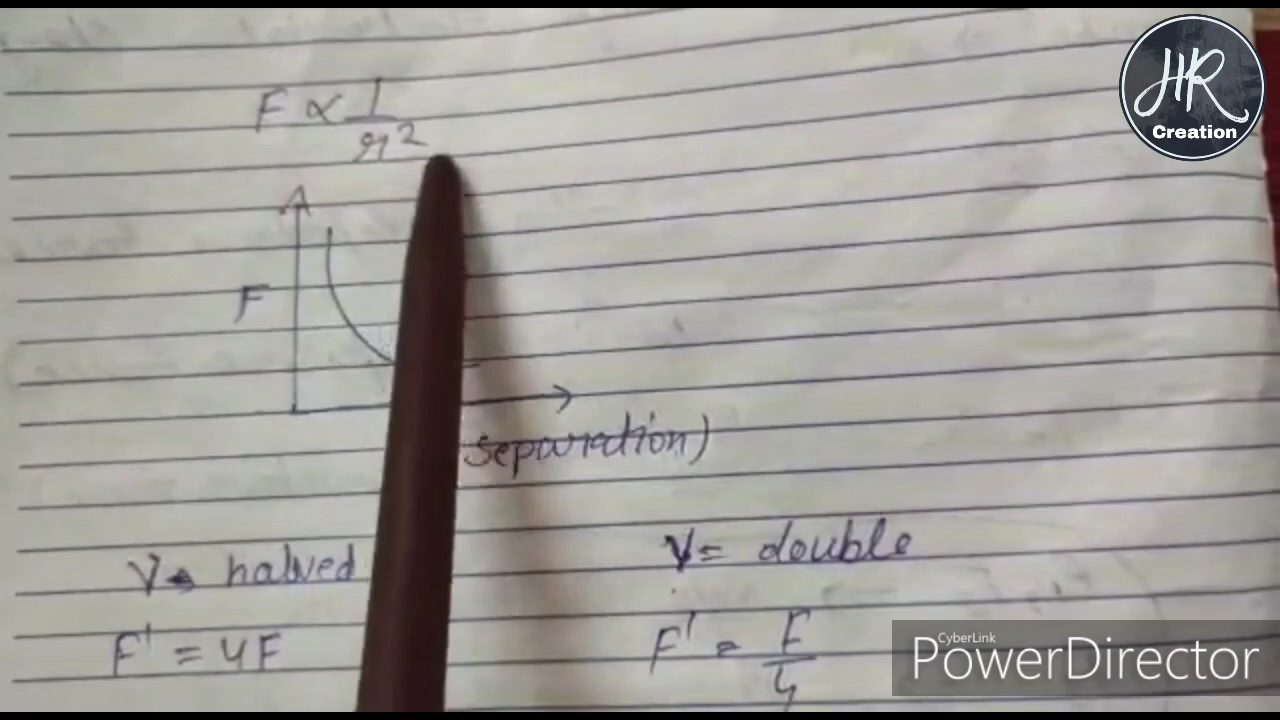 HR
Creation
F ∝ 1/r²
F
separation)
r = halved
r = double
F' = 4F
F' = F/4
CyberLink
PowerDirector